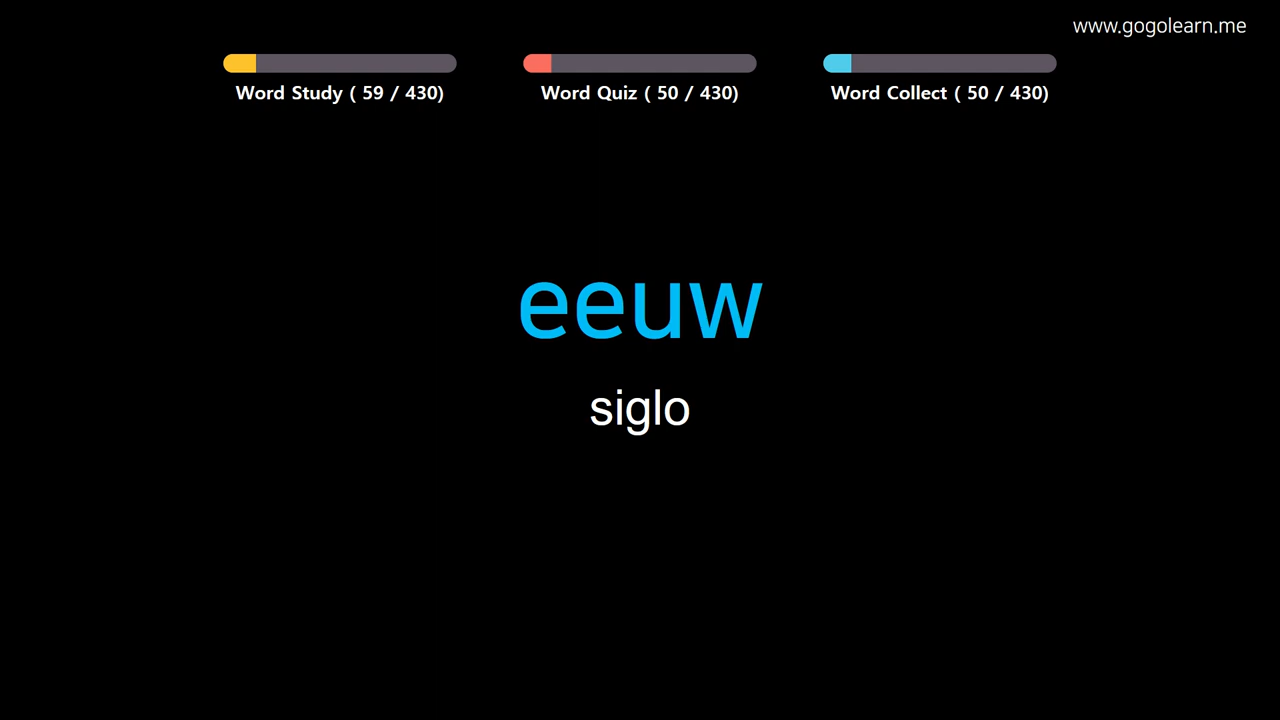 www.gogolearn.me
Word Study ( 59 / 430)
Word Quiz ( 50 / 430)
Word Collect ( 50 / 430)
eeuw
siglo